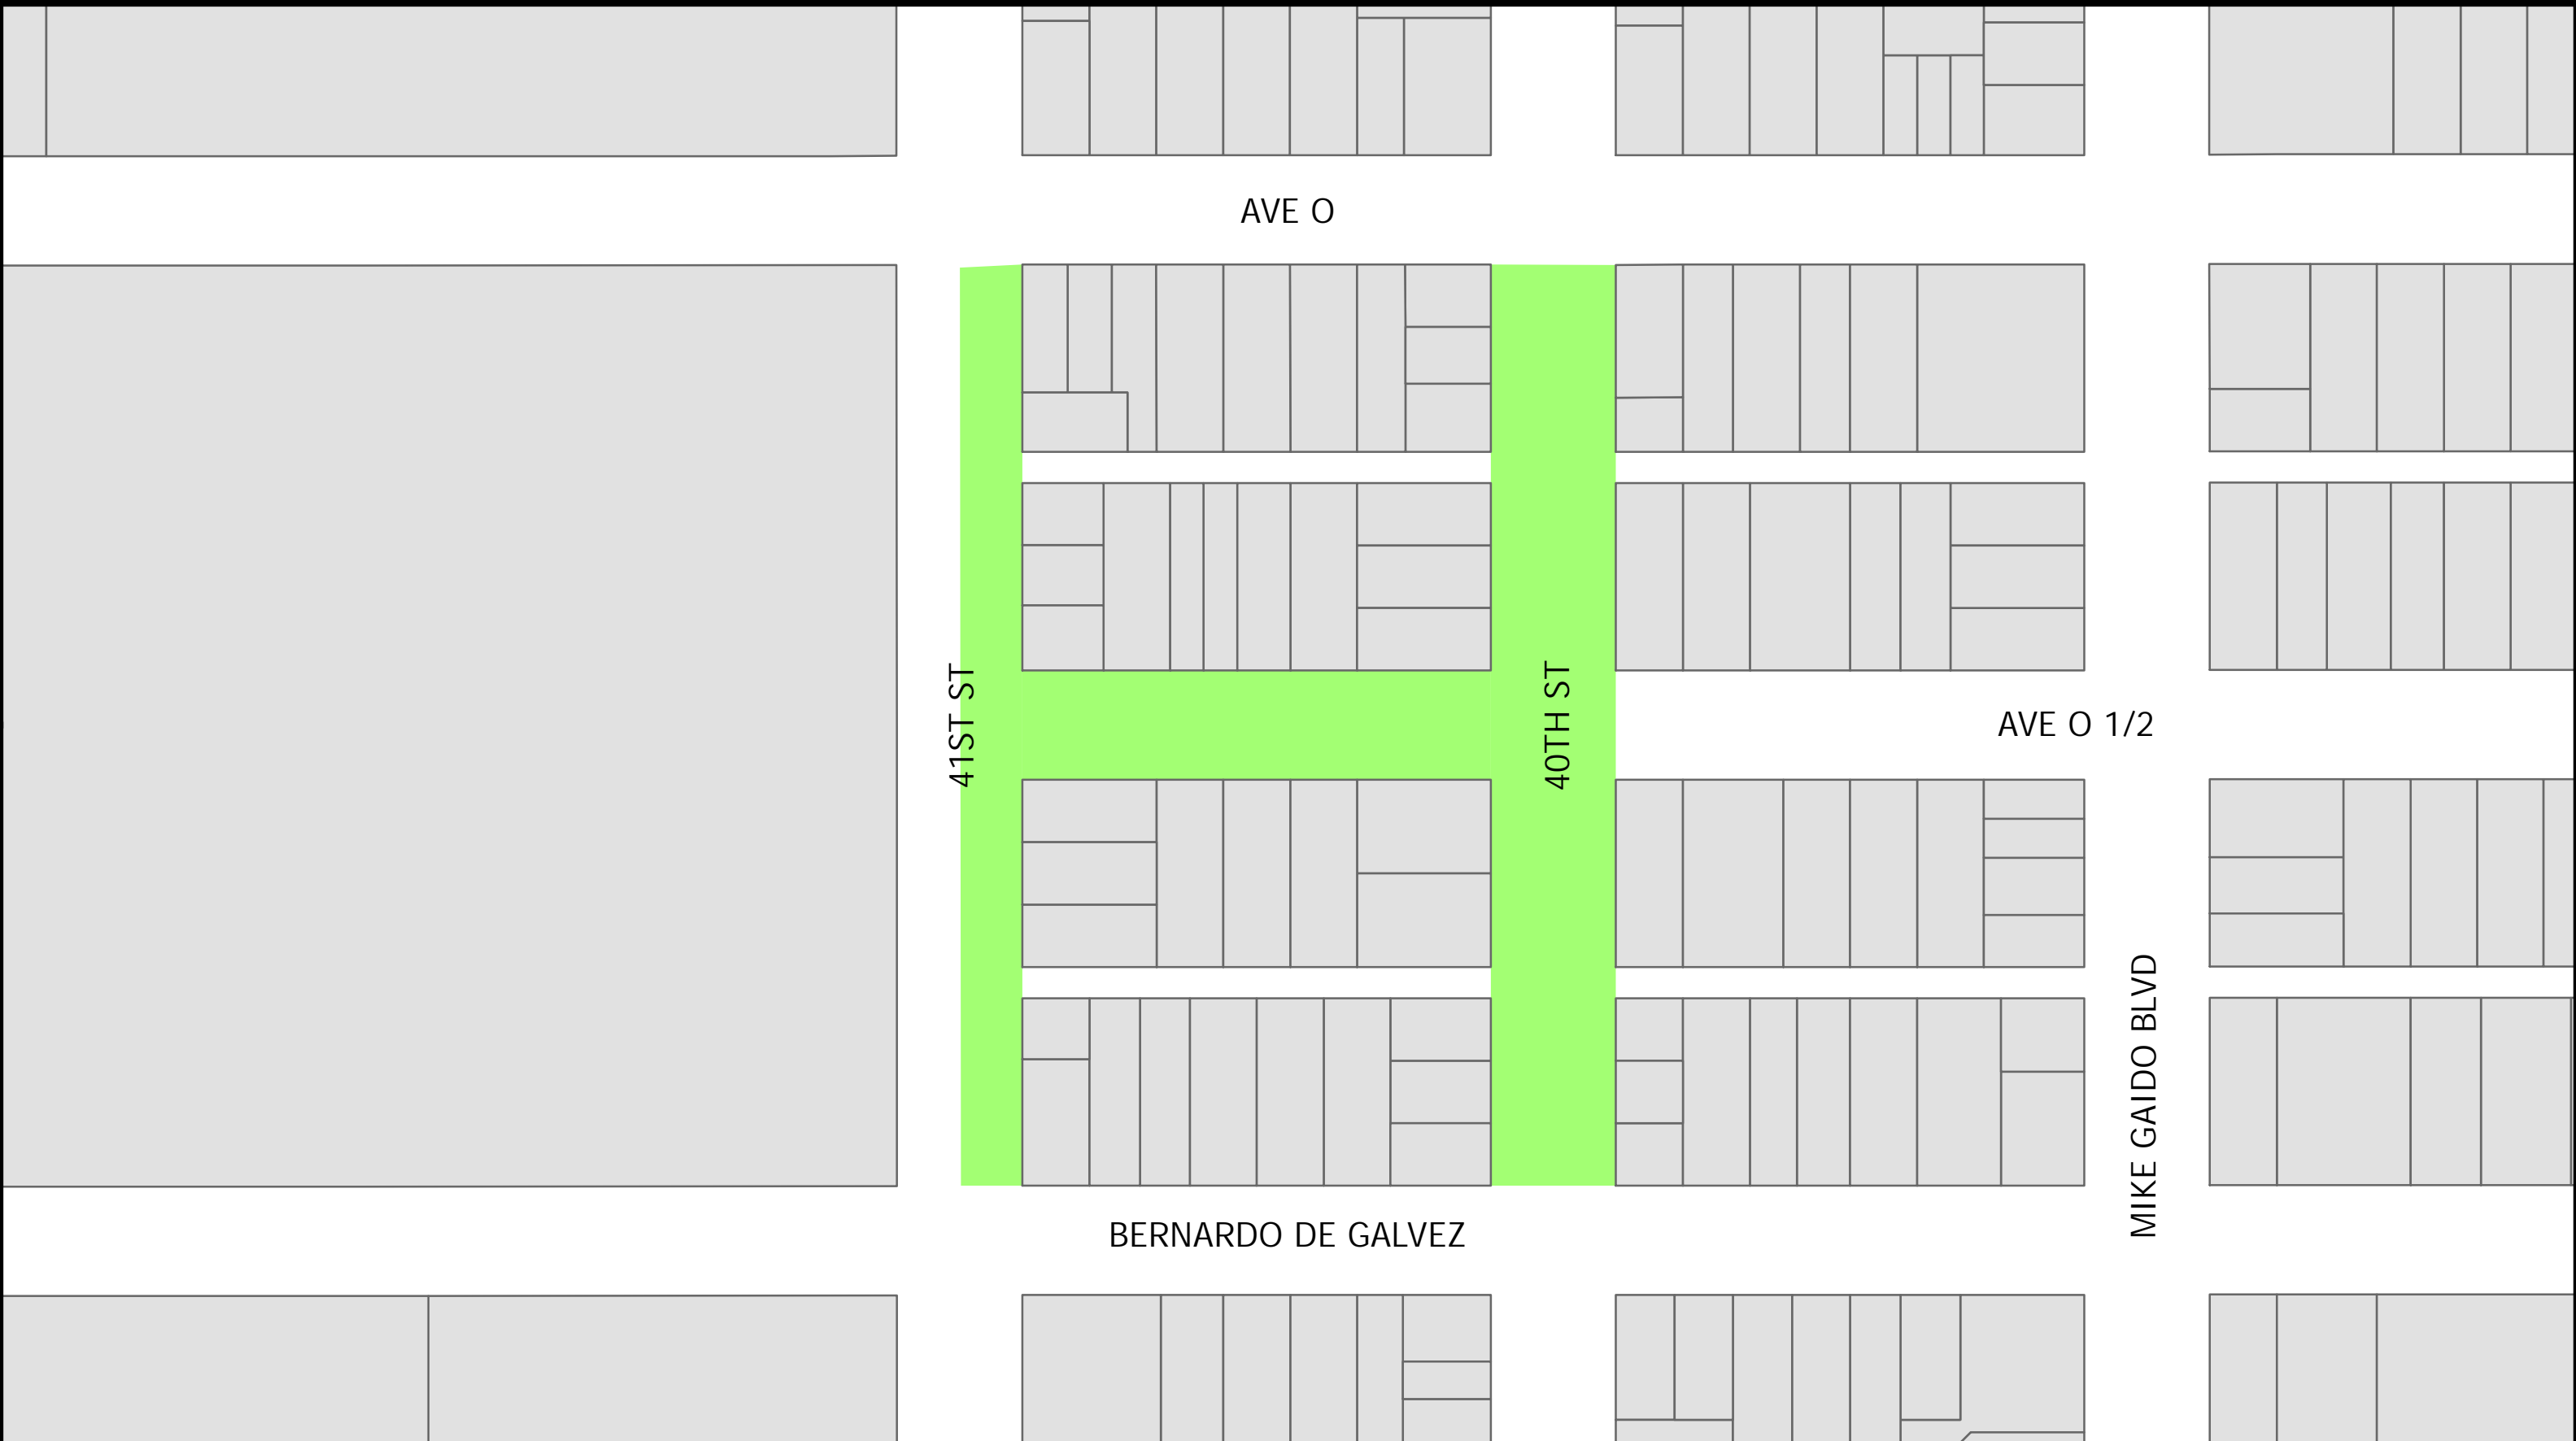 AVE O
41ST ST
40TH ST
AVE O 1/2
MIKE GAIDO BLVD
BERNARDO DE GALVEZ